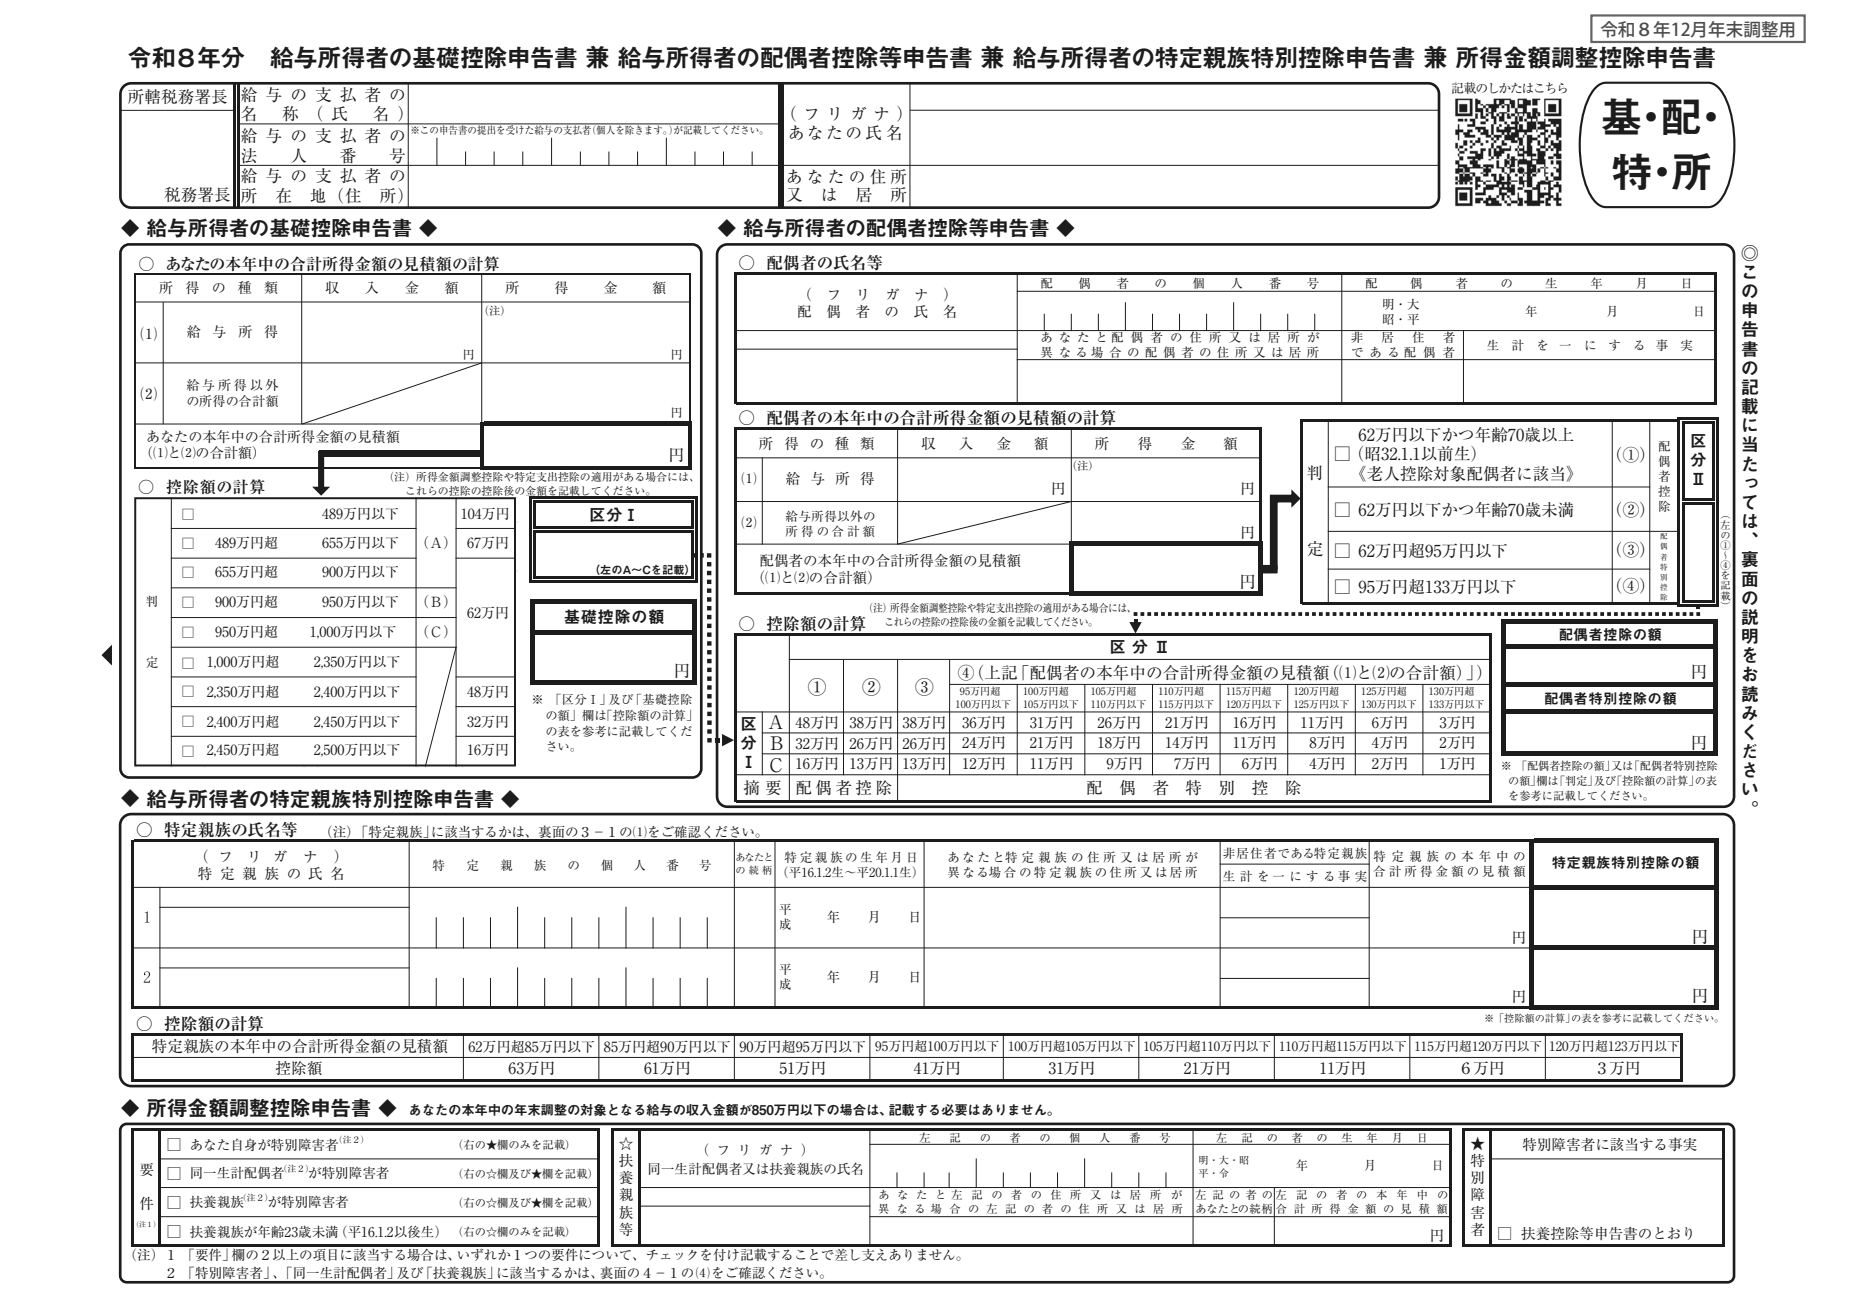 令和８年12月年末調整用
令和８年分　給与所得者の基礎控除申告書 兼 給与所得者の配偶者控除等申告書 兼 給与所得者の特定親族特別控除申告書 兼 所得金額調整控除申告書
所轄税務署長
税務署長
給与の支払者の
名称（氏名）
給与の支払者の
法人番号
※この申告書の提出を受けた給与の支払者（個人を除きます。）が記載してください。
給与の支払者の
所在地（住所）
（フリガナ）
あなたの氏名
あなたの住所
又は居所
記載のしかたはこちら
基・配・
特・所
◎この申告書の記載に当たっては、裏面の説明をお読みください。
◆ 給与所得者の基礎控除申告書 ◆
○ あなたの本年中の合計所得金額の見積額の計算
所得の種類　収入金額　所得金額
(1)　給与所得　円　(注)　円
(2)　給与所得以外
の所得の合計額　円
あなたの本年中の合計所得金額の見積額
((1)と(2)の合計額)　円
(注) 所得金額調整控除や特定支出控除の適用がある場合には、
これらの控除の控除後の金額を記載してください。
○ 控除額の計算
判定
□　489万円以下　104万円
□　489万円超　655万円以下　(A)　67万円
□　655万円超　900万円以下
□　900万円超　950万円以下　(B)　62万円
□　950万円超　1,000万円以下　(C)
□　1,000万円超　2,350万円以下
□　2,350万円超　2,400万円以下　48万円
□　2,400万円超　2,450万円以下　32万円
□　2,450万円超　2,500万円以下　16万円
区分Ⅰ
(左のA～Cを記載)
基礎控除の額
円
※ 「区分Ⅰ」及び「基礎控除
の額」欄は「控除額の計算」
の表を参考に記載してくだ
さい。
◆ 給与所得者の配偶者控除等申告書 ◆
○ 配偶者の氏名等
（フリガナ）
配偶者の氏名
配偶者の個人番号
配偶者の生年月日
明・大
昭・平　年　月　日
あなたと配偶者の住所又は居所が
異なる場合の配偶者の住所又は居所
非居住者
である配偶者
生計を一にする事実
○ 配偶者の本年中の合計所得金額の見積額の計算
所得の種類　収入金額　所得金額
(1)　給与所得　円　(注)　円
(2)　給与所得以外の
所得の合計額　円
配偶者の本年中の合計所得金額の見積額
((1)と(2)の合計額)　円
(注) 所得金額調整控除や特定支出控除の適用がある場合には、
これらの控除の控除後の金額を記載してください。
判定
□ 62万円以下かつ年齢70歳以上
(昭32.1.1以前生)
《老人控除対象配偶者に該当》　(①)
□ 62万円以下かつ年齢70歳未満　(②)
□ 62万円超95万円以下　(③)
□ 95万円超133万円以下　(④)
配偶者控除
配偶者特別控除
区分Ⅱ
(左の①～④を記載)
○ 控除額の計算
区分Ⅱ
①　②　③　④(上記「配偶者の本年中の合計所得金額の見積額((1)と(2)の合計額)」)
95万円超　100万円超　105万円超　110万円超　115万円超　120万円超　125万円超　130万円超
100万円以下　105万円以下　110万円以下　115万円以下　120万円以下　125万円以下　130万円以下　133万円以下
区分Ⅰ
A　48万円　38万円　38万円　36万円　31万円　26万円　21万円　16万円　11万円　6万円　3万円
B　32万円　26万円　26万円　24万円　21万円　18万円　14万円　11万円　8万円　4万円　2万円
C　16万円　13万円　13万円　12万円　11万円　9万円　7万円　6万円　4万円　2万円　1万円
摘要　配偶者控除　配偶者特別控除
配偶者控除の額
円
配偶者特別控除の額
円
※ 「配偶者控除の額」又は「配偶者特別控除
の額」欄は「判定」及び「控除額の計算」の表
を参考に記載してください。
◆ 給与所得者の特定親族特別控除申告書 ◆
○ 特定親族の氏名等　(注)「特定親族」に該当するかは、裏面の３－１の(1)をご確認ください。
（フリガナ）
特定親族の氏名
特定親族の個人番号
あなたと
の続柄
特定親族の生年月日
(平16.1.2生～平20.1.1生)
あなたと特定親族の住所又は居所が
異なる場合の特定親族の住所又は居所
非居住者である特定親族
生計を一にする事実
特定親族の本年中の
合計所得金額の見積額
特定親族特別控除の額
1　平成　年　月　日　円　円
2　平成　年　月　日　円　円
※「控除額の計算」の表を参考に記載してください。
○ 控除額の計算
特定親族の本年中の合計所得金額の見積額　62万円超85万円以下　85万円超90万円以下　90万円超95万円以下　95万円超100万円以下　100万円超105万円以下　105万円超110万円以下　110万円超115万円以下　115万円超120万円以下　120万円超123万円以下
控除額　63万円　61万円　51万円　41万円　31万円　21万円　11万円　６万円　３万円
◆ 所得金額調整控除申告書 ◆　あなたの本年中の年末調整の対象となる給与の収入金額が850万円以下の場合は、記載する必要はありません。
要件
(注1)
□ あなた自身が特別障害者(注2)　(右の★欄のみを記載)
□ 同一生計配偶者(注2)が特別障害者　(右の☆欄及び★欄を記載)
□ 扶養親族(注2)が特別障害者　(右の☆欄及び★欄を記載)
□ 扶養親族が年齢23歳未満(平16.1.2以後生)　(右の☆欄のみを記載)
☆扶養親族等
（フリガナ）
同一生計配偶者又は扶養親族の氏名
左記の者の個人番号
左記の者の生年月日
明・大・昭
平・令　年　月　日
あなたと左記の者の住所又は居所が
異なる場合の左記の者の住所又は居所
左記の者の
あなたとの続柄
左記の者の本年中の
合計所得金額の見積額
円
★特別障害者
特別障害者に該当する事実
□ 扶養控除等申告書のとおり
(注) １ 「要件」欄の２以上の項目に該当する場合は、いずれか１つの要件について、チェックを付け記載することで差し支えありません。
２ 「特別障害者」、「同一生計配偶者」及び「扶養親族」に該当するかは、裏面の４－１の(4)をご確認ください。